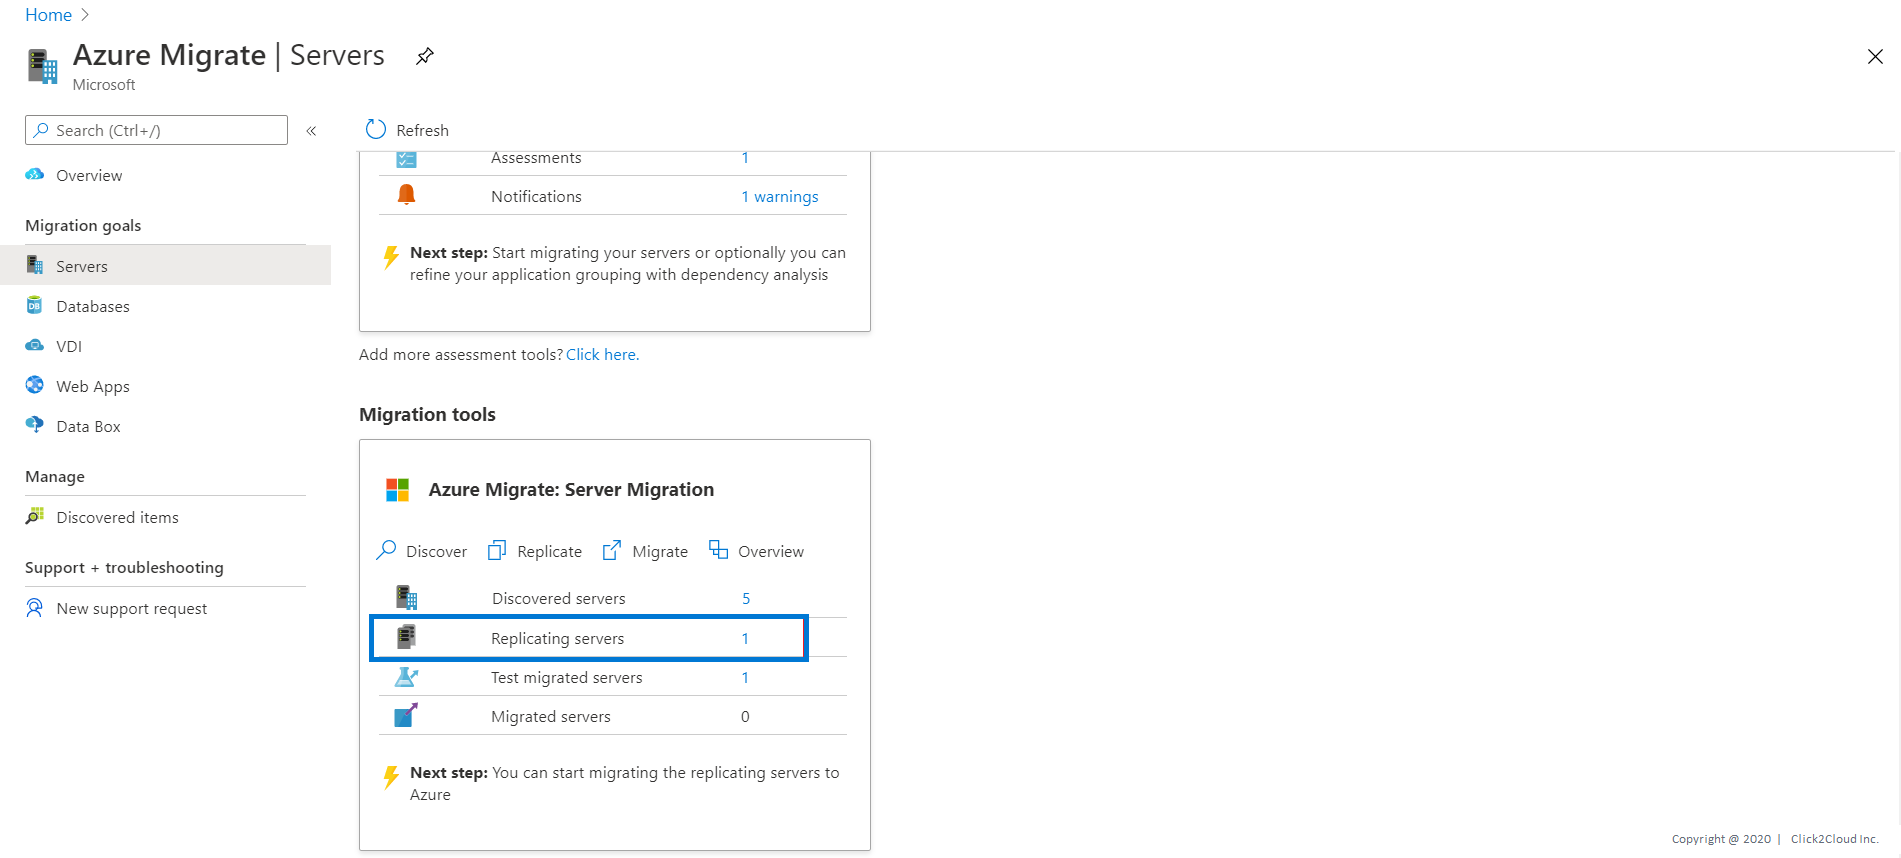 Home
Azure Migrate | Servers
Microsoft
Search (Ctrl+/)
«
Refresh
Overview
Migration goals
Servers
Databases
VDI
Web Apps
Data Box
Manage
Discovered items
Support + troubleshooting
New support request
Assessments 1
Notifications 1 warnings
Next step: Start migrating your servers or optionally you can
refine your application grouping with dependency analysis
Add more assessment tools? Click here.
Migration tools
Azure Migrate: Server Migration
Discover Replicate Migrate Overview
Discovered servers 5
Replicating servers 1
Test migrated servers 1
Migrated servers 0
Next step: You can start migrating the replicating servers to
Azure
Copyright @ 2020 | Click2Cloud Inc.